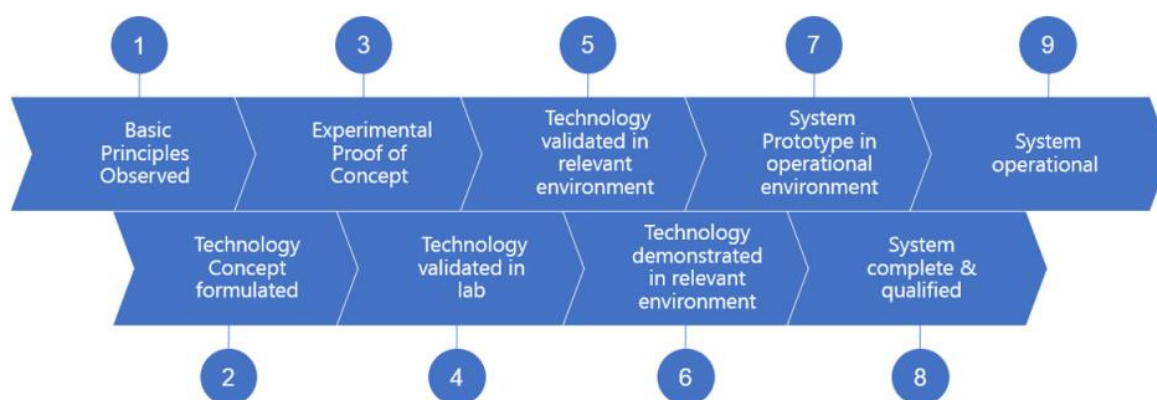 1
3
5
7
9
Basic
Principles
Observed
Experimental
Proof of
Concept
Technology
validated in
relevant
environment
System
Prototype in
operational
environment
System
operational
Technology
Concept
formulated
Technology
validated in
lab
Technology
demonstrated
in relevant
environment
System
complete &
qualified
2
4
6
8